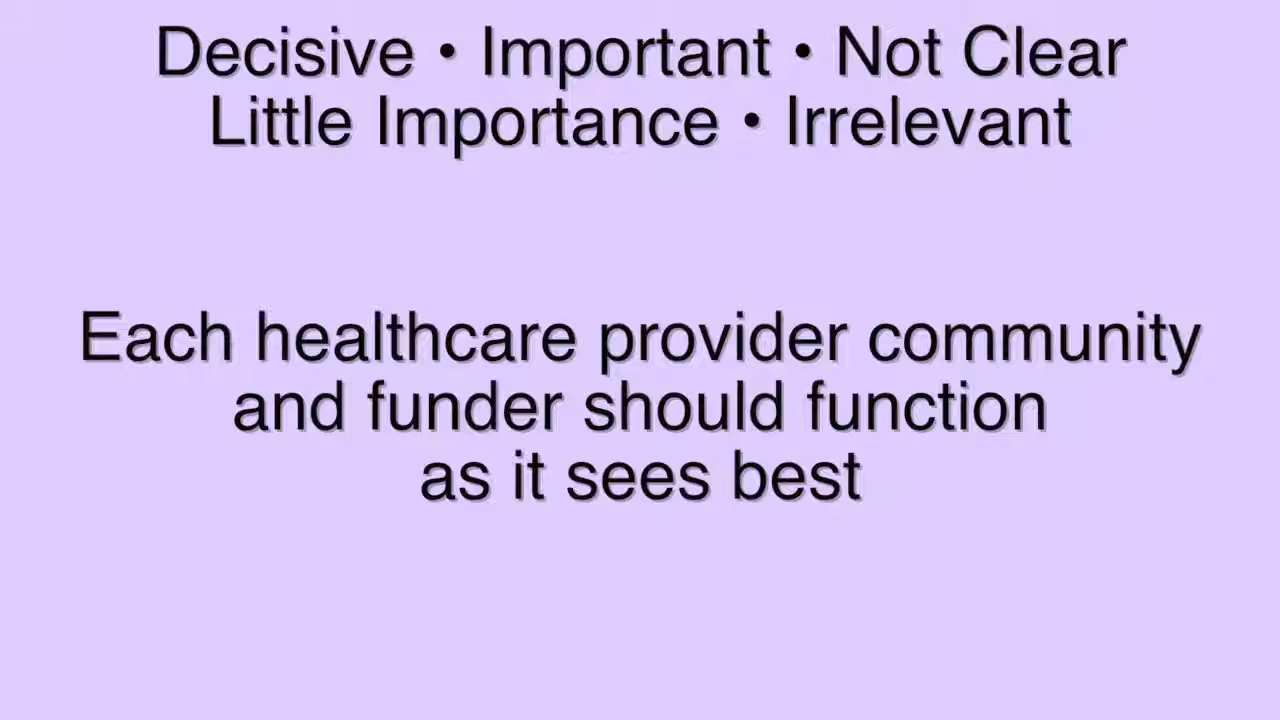 Decisive • Important • Not Clear
Little Importance • Irrelevant
Each healthcare provider community
and funder should function
as it sees best